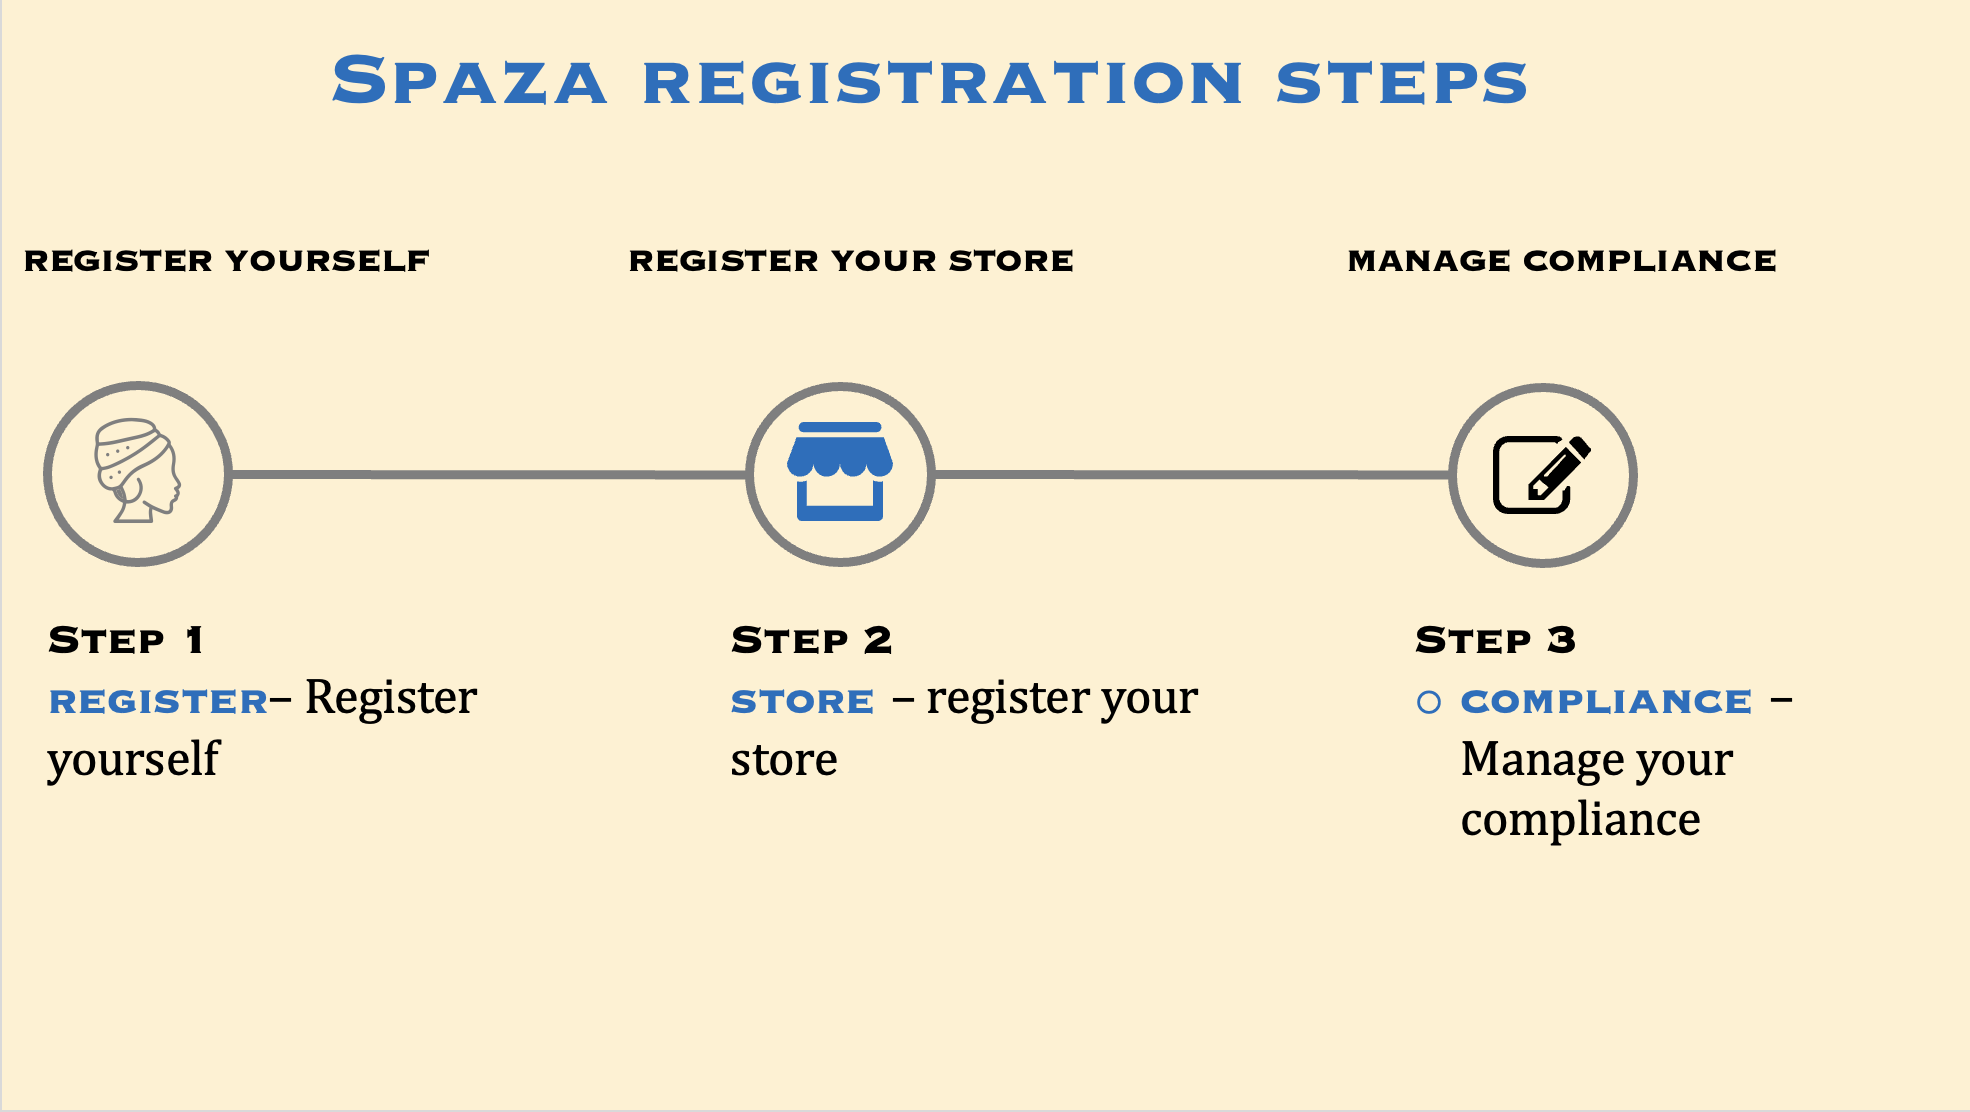 Spaza registration steps
register yourself
register your store
manage compliance
Step 1
register– Register
yourself
Step 2
store – register your
store
Step 3
○ compliance –
Manage your
compliance